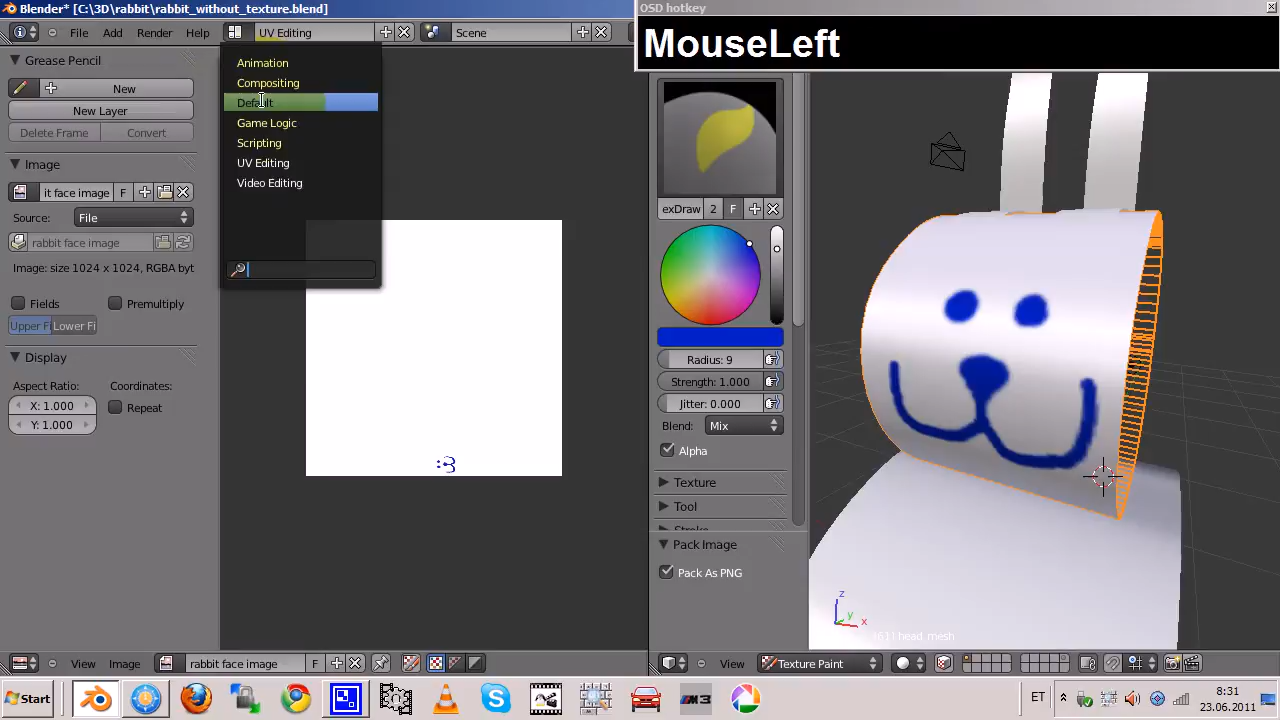 Blender* [C:\3D\rabbit\rabbit_without_texture.blend]
OSD hotkey
File Add Render Help UV Editing Scene
MouseLeft
Grease Pencil
New
New Layer
Delete Frame Convert
Image
it face image F
Source: File
rabbit face image
Image: size 1024 x 1024, RGBA byt
Fields Premultiply
Upper Fi Lower Fi
Display
Aspect Ratio: Coordinates:
X: 1.000 Repeat
Y: 1.000
Animation
Compositing
Default
Game Logic
Scripting
UV Editing
Video Editing
:3
exDraw 2 F
Radius: 9
Strength: 1.000
Jitter: 0.000
Blend: Mix
Alpha
Texture
Tool
Stroke
Pack Image
Pack As PNG
z
y
x
(61) head_mesh
View Image rabbit face image F
View Texture Paint
Start
M3
ET
8:31
23.06.2011